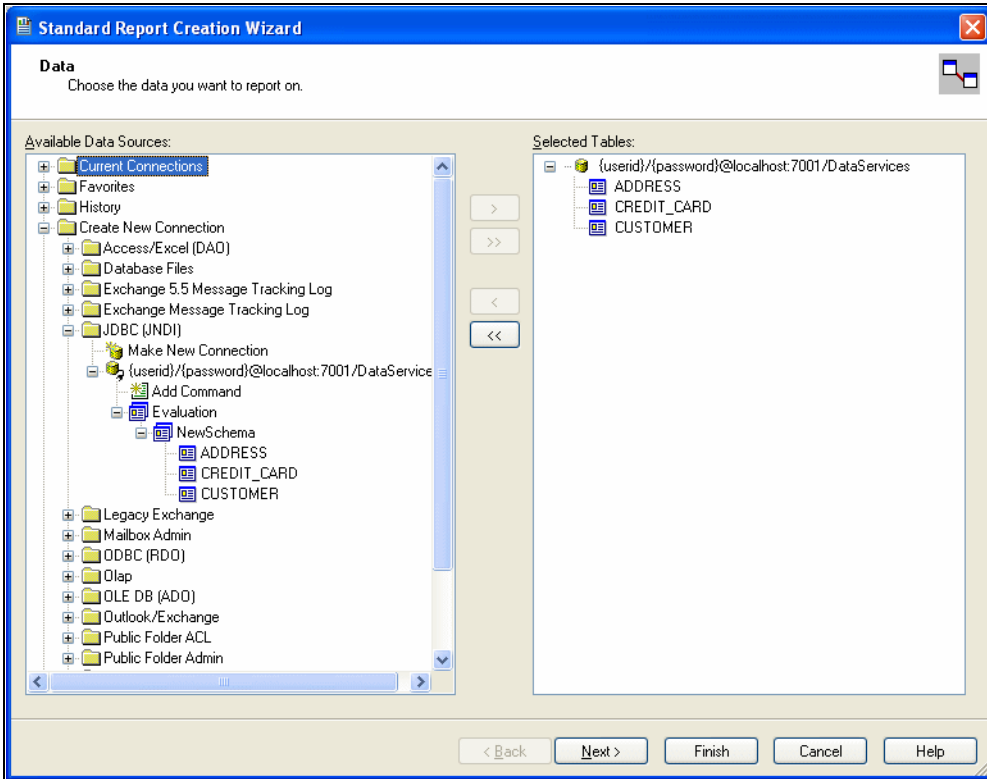 Standard Report Creation Wizard
Data
Choose the data you want to report on.
Available Data Sources:
Current Connections
Favorites
History
Create New Connection
Access/Excel (DAO)
Database Files
Exchange 5.5 Message Tracking Log
Exchange Message Tracking Log
JDBC (JNDI)
Make New Connection
{userid}/{password}@localhost:7001/DataService
Add Command
Evaluation
NewSchema
ADDRESS
CREDIT_CARD
CUSTOMER
Legacy Exchange
Mailbox Admin
ODBC (RDO)
Olap
OLE DB (ADO)
Outlook/Exchange
Public Folder ACL
Public Folder Admin
>
>>
<
<<
Selected Tables:
{userid}/{password}@localhost:7001/DataServices
ADDRESS
CREDIT_CARD
CUSTOMER
< Back Next > Finish Cancel Help